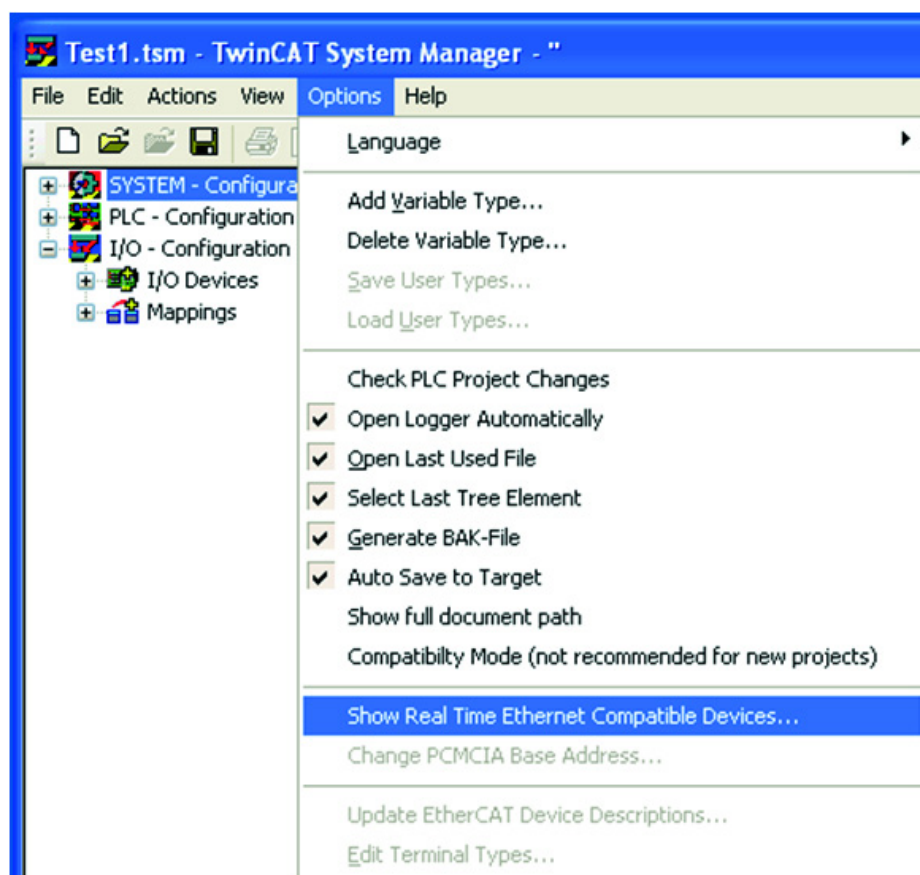 Test1.tsm - TwinCAT System Manager - "
File Edit Actions View Options Help
Language
SYSTEM - Configura
PLC - Configuration
I/O - Configuration
I/O Devices
Mappings
Add Variable Type...
Delete Variable Type...
Save User Types...
Load User Types...
Check PLC Project Changes
Open Logger Automatically
Open Last Used File
Select Last Tree Element
Generate BAK-File
Auto Save to Target
Show full document path
Compatibilty Mode (not recommended for new projects)
Show Real Time Ethernet Compatible Devices...
Change PCMCIA Base Address...
Update EtherCAT Device Descriptions...
Edit Terminal Types...